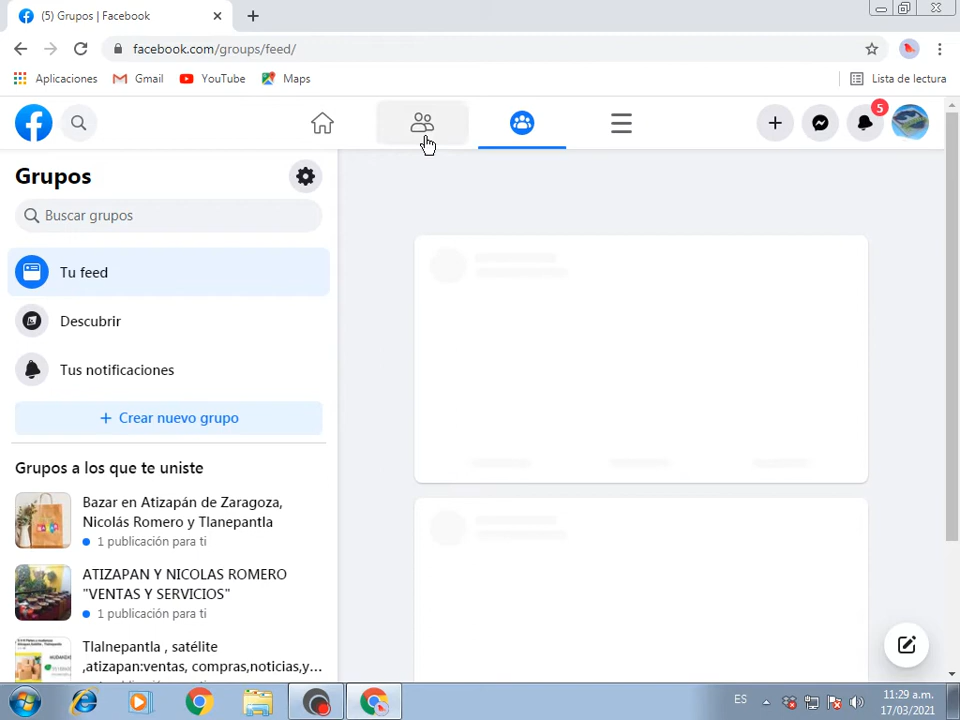 (5) Grupos | Facebook
facebook.com/groups/feed/
Aplicaciones
Gmail
YouTube
Maps
Lista de lectura
5
Grupos
Buscar grupos
Tu feed
Descubrir
Tus notificaciones
+ Crear nuevo grupo
Grupos a los que te uniste
Bazar en Atizapán de Zaragoza,
Nicolás Romero y Tlanepantla
1 publicación para ti
ATIZAPAN Y NICOLAS ROMERO
"VENTAS Y SERVICIOS"
1 publicación para ti
Tlalnepantla , satélite
,atizapan:ventas, compras,noticias,y...
ES
11:29 a.m.
17/03/2021